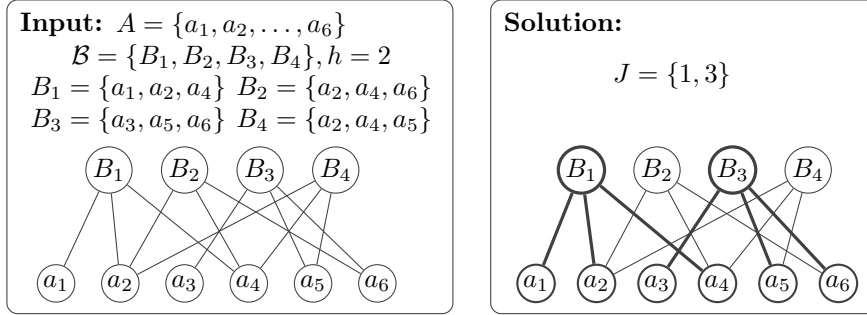 Input: A = {a₁, a₂, . . . , a₆}
𝓑 = {B₁, B₂, B₃, B₄}, h = 2
B₁ = {a₁, a₂, a₄} B₂ = {a₂, a₄, a₆}
B₃ = {a₃, a₅, a₆} B₄ = {a₂, a₄, a₅}
B₁ B₂ B₃ B₄
a₁ a₂ a₃ a₄ a₅ a₆
Solution:
J = {1, 3}
B₁ B₂ B₃ B₄
a₁ a₂ a₃ a₄ a₅ a₆